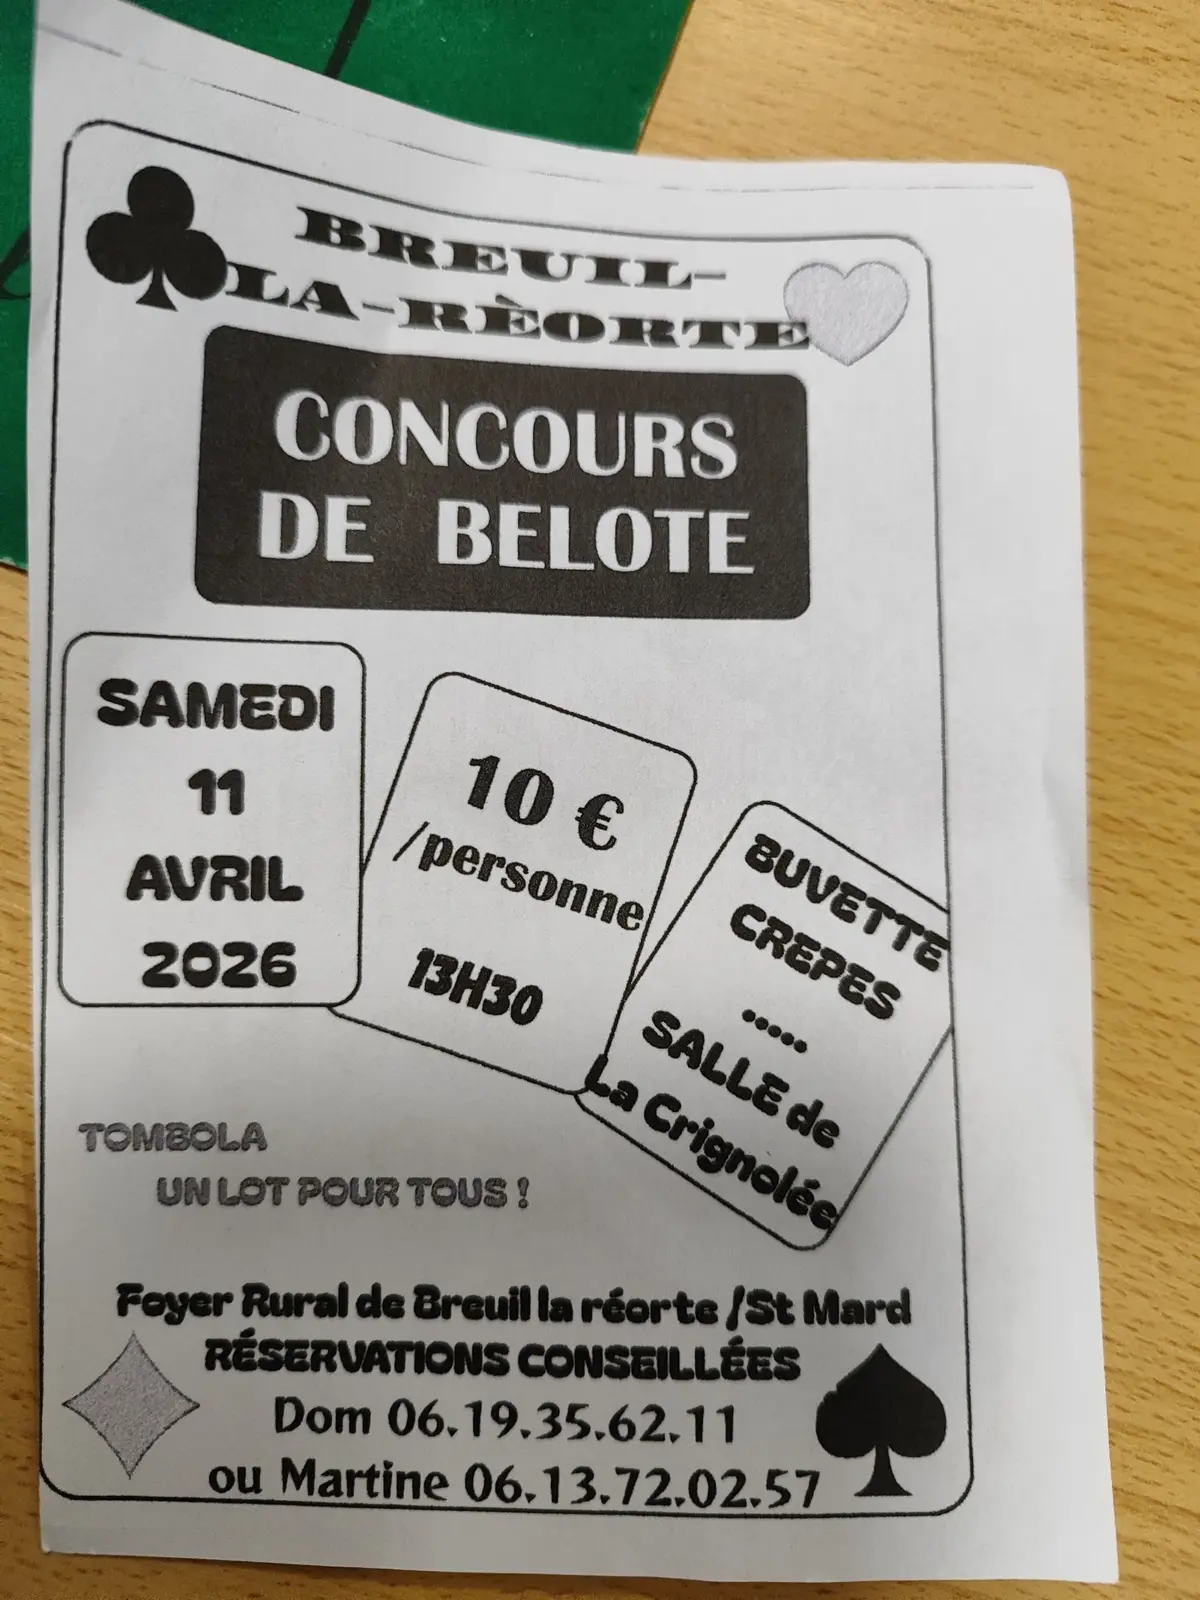 BREUIL-
LA-RÈORTE
CONCOURS
DE BELOTE
SAMEDI
11
AVRIL
2026
10 €
/personne
13H30
BUVETTE
CREPES
.....
SALLE de
La Crignolée
TOMBOLA
UN LOT POUR TOUS !
Foyer Rural de Breuil la réorte /St Mard
RÉSERVATIONS CONSEILLÉES
Dom 06.19.35.62.11
ou Martine 06.13.72.02.57